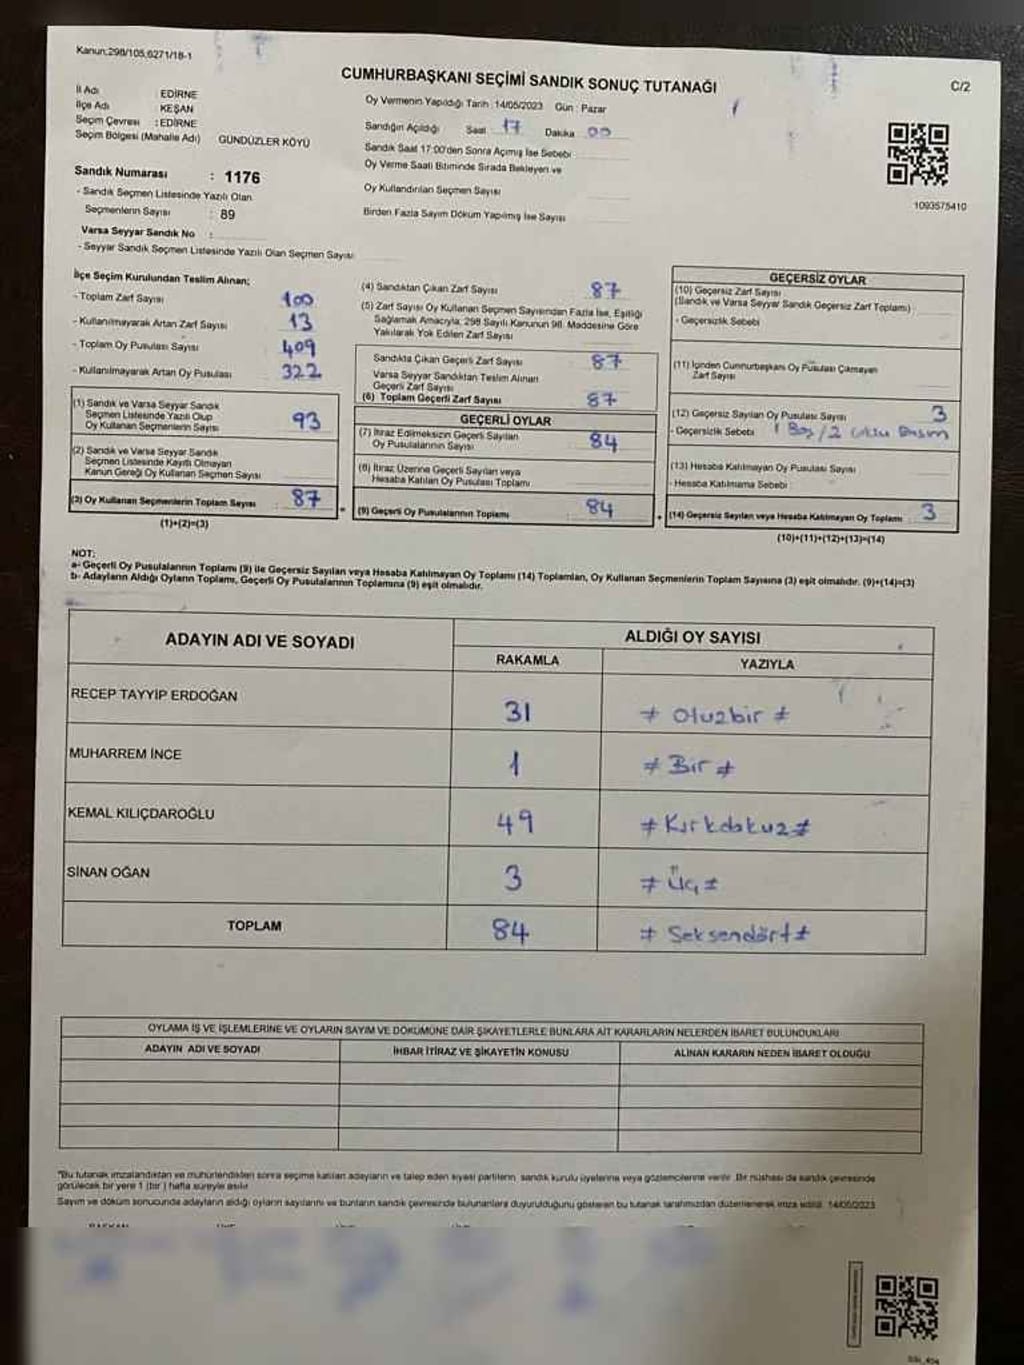 Kanun:298/105,6271/18-1
CUMHURBAŞKANI SEÇİMİ SANDIK SONUÇ TUTANAĞI
C/2
İl Adı EDİRNE
İlçe Adı KEŞAN
Seçim Çevresi : EDİRNE
Seçim Bölgesi (Mahalle Adı) GÜNDÜZLER KÖYÜ
Oy Vermenin Yapıldığı Tarih :14/05/2023 Gün : Pazar
Sandığın Açıldığı Saat 17 Dakika 00
Sandık Saat 17:00'den Sonra Açımış İse Sebebi
Oy Verme Saati Bitiminde Sırada Bekleyen ve
Oy Kullandırılan Seçmen Sayısı
Birden Fazla Sayım Döküm Yapılmış İse Sayısı
1093575410
Sandık Numarası : 1176
- Sandık Seçmen Listesinde Yazılı Olan
Seçmenlerin Sayısı : 89
Varsa Seyyar Sandık No :
- Seyyar Sandık Seçmen Listesinde Yazılı Olan Seçmen Sayısı:
İlçe Seçim Kurulundan Teslim Alınan;
- Toplam Zarf Sayısı 100
- Kullanılmayarak Artan Zarf Sayısı 13
- Toplam Oy Pusulası Sayısı 409
- Kullanılmayarak Artan Oy Pusulası 322
(1) Sandık ve Varsa Seyyar Sandık
Seçmen Listesinde Yazılı Olup
Oy Kullanan Seçmenlerin Sayısı 93
(2) Sandık ve Varsa Seyyar Sandık
Seçmen Listesinde Kayıtlı Olmayan
Kanun Gereği Oy Kullanan Seçmen Sayısı
(3) Oy Kullanan Seçmenlerin Toplam Sayısı : 87
(1)+(2)=(3)
(4) Sandıktan Çıkan Zarf Sayısı 87
(5) Zarf Sayısı Oy Kullanan Seçmen Sayısından Fazla İse, Eşitliği
Sağlamak Amacıyla, 298 Sayılı Kanunun 98. Maddesine Göre
Yakılarak Yok Edilen Zarf Sayısı
Sandıkta Çıkan Geçerli Zarf Sayısı 87
Varsa Seyyar Sandıktan Teslim Alınan
Geçerli Zarf Sayısı
(6) Toplam Geçerli Zarf Sayısı 87
GEÇERLİ OYLAR
(7) İtiraz Edilmeksizin Geçerli Sayılan
Oy Pusulalarının Sayısı 84
(8) İtiraz Üzerine Geçerli Sayılan veya
Hesaba Katılan Oy Pusulası Toplamı
(9) Geçerli Oy Pusulalarının Toplamı : 84
GEÇERSİZ OYLAR
(10) Geçersiz Zarf Sayısı
(Sandık ve Varsa Seyyar Sandık Geçersiz Zarf Toplamı)
- Geçersizlik Sebebi
(11) İçinden Cumhurbaşkanı Oy Pusulası Çıkmayan
Zarf Sayısı
(12) Geçersiz Sayılan Oy Pusulası Sayısı 3
- Geçersizlik Sebebi 1 Boş/2
(13) Hesaba Katılmayan Oy Pusulası Sayısı
- Hesaba Katılmama Sebebi
(14) Geçersiz Sayılan veya Hesaba Katılmayan Oy Toplamı : 3
(10)+(11)+(12)+(13)=(14)
NOT:
a- Geçerli Oy Pusulalarının Toplamı (9) ile Geçersiz Sayılan veya Hesaba Katılmayan Oy Toplamı (14) Toplamları, Oy Kullanan Seçmenlerin Toplam Sayısına (3) eşit olmalıdır. (9)+(14)=(3)
b- Adayların Aldığı Oyların Toplamı, Geçerli Oy Pusulalarının Toplamına (9) eşit olmalıdır.
ADAYIN ADI VE SOYADI
ALDIĞI OY SAYISI
RAKAMLA YAZIYLA
RECEP TAYYİP ERDOĞAN 31 # Otuzbir #
MUHARREM İNCE 1 # Bir #
KEMAL KILIÇDAROĞLU 49 # Kırkdokuz #
SİNAN OĞAN 3 # Üç #
TOPLAM 84 # Seksendört #
OYLAMA İŞ VE İŞLEMLERİNE VE OYLARIN SAYIM VE DÖKÜMÜNE DAİR ŞİKAYETLERLE BUNLARA AİT KARARLARIN NELERDEN İBARET BULUNDUKLARI
ADAYIN ADI VE SOYADI İHBAR İTİRAZ VE ŞİKAYETİN KONUSU ALINAN KARARIN NEDEN İBARET OLDUĞU
"Bu tutanak imzalandıktan ve mühürlendikten sonra seçime katılan adayların ve talep eden siyasi partilerin, sandık kurulu üyelerine veya gözlemcilerine verilir. Bir nüshası da sandık çevresinde
görülecek bir yere 1 (bir) hafta süreyle asılır.
Sayım ve döküm sonucunda adayların aldığı oyların sayılarını ve bunların sandık çevresinde bulunanlara duyurulduğunu gösteren bu tutanak tarafımızdan düzenlenerek imza edildi. 14/05/2023